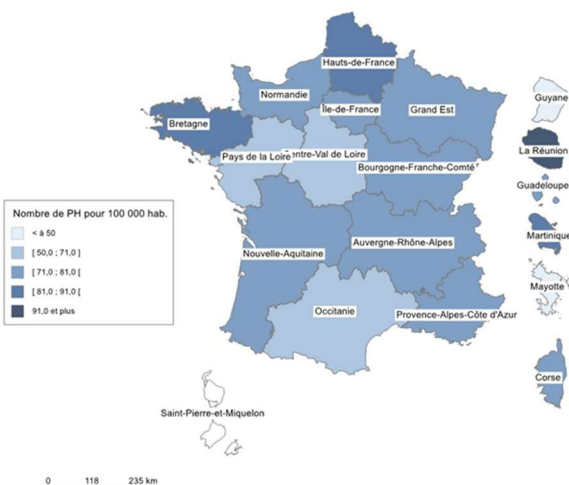 Hauts-de-France
Normandie
Île-de-France
Grand Est
Guyane
Bretagne
La Réunion
Pays de la Loire
entre-Val de Loire
Bourgogne-Franche-Comté
Guadeloupe
Nombre de PH pour 100 000 hab.
< à 50
[ 50,0 ; 71,0 [
[ 71,0 ; 81,0 [
[ 81,0 ; 91,0 [
91,0 et plus
Martinique
Auvergne-Rhône-Alpes
Nouvelle-Aquitaine
Mayotte
Occitanie
Provence-Alpes-Côte d'Azur
Corse
Saint-Pierre-et-Miquelon
0 118 235 km